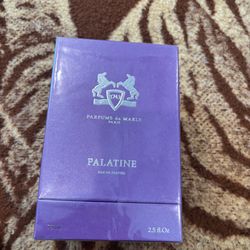 PARFUMS de MARLY
PARIS
PALATINE
EAU DE PARFUM
2.5 fl.Oz